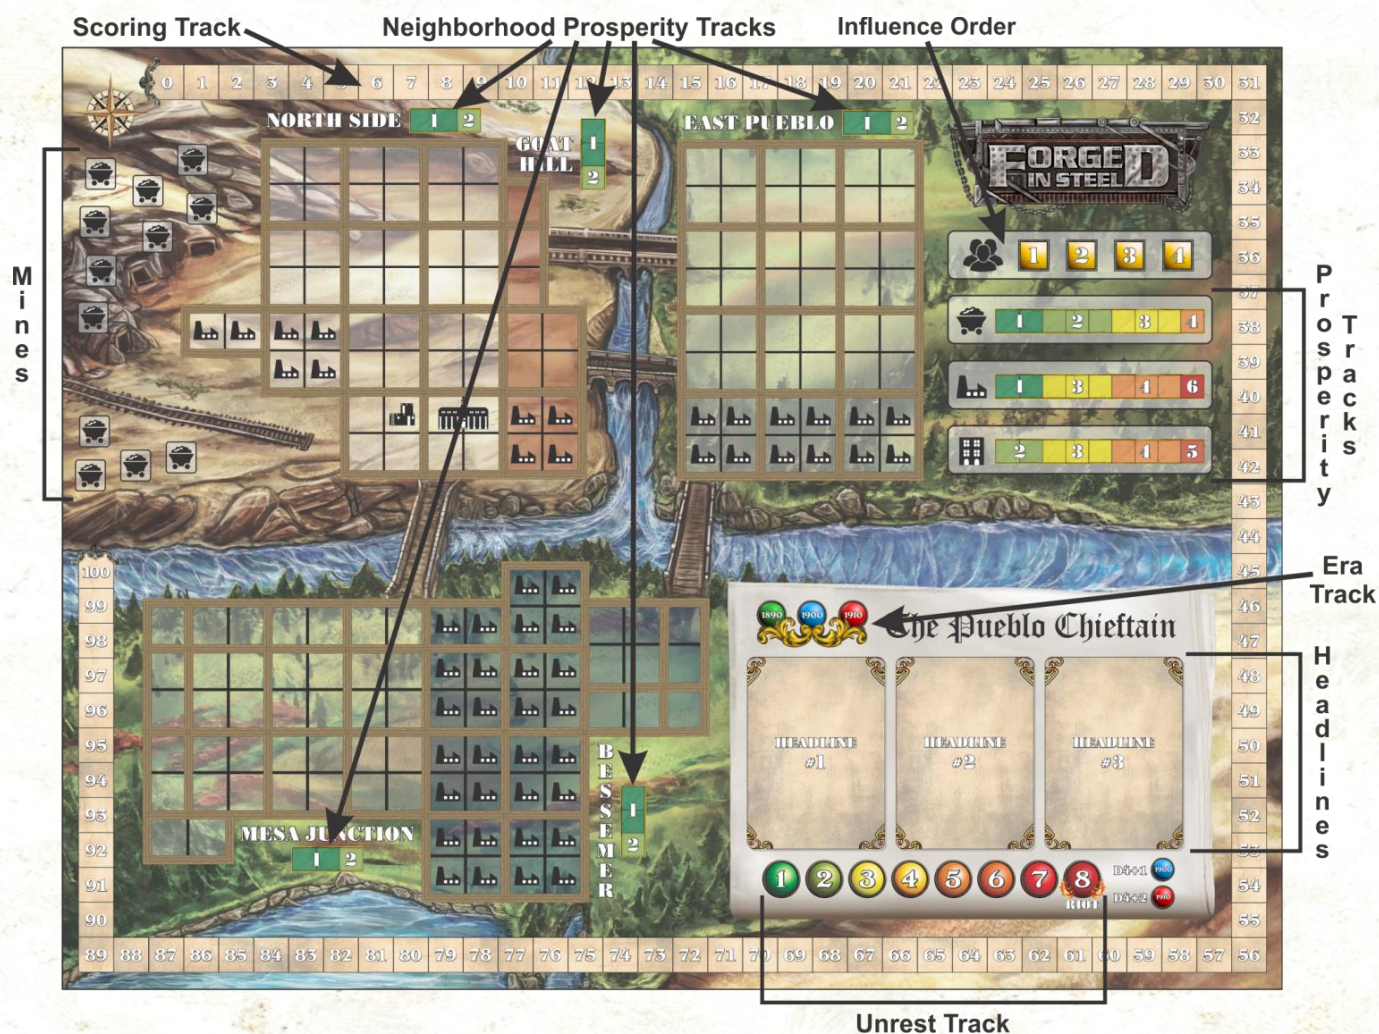 Scoring Track
Neighborhood Prosperity Tracks
Influence Order
0 1 2 3 4 5 6 7 8 9 10 11 12 13 14 15 16 17 18 19 20 21 22 23 24 25 26 27 28 29 30 31
NORTH SIDE 1 2
GOAT HILL
1
2
EAST PUEBLO 1 2
32
33
34
35
36
37
38
39
40
41
42
43
44
45
46
47
48
49
50
51
52
53
54
55
FORGED
IN STEEL
1 2 3 4
1 2 3 4
1 3 4 6
2 3 4 5
Mines
Prosperity
Tracks
Era
Track
Headlines
100
99
98
97
96
95
94
93
92
91
90
1890 1900 1910
The Pueblo Chieftain
HEADLINE
#1
HEADLINE
#2
HEADLINE
#3
BESSEMER
1
2
MESA JUNCTION
1 2
1 2 3 4 5 6 7 8
RIOT
D4+1 1900
D4+2 1910
89 88 87 86 85 84 83 82 81 80 79 78 77 76 75 74 73 72 71 70 69 68 67 66 65 64 63 62 61 60 59 58 57 56
Unrest Track